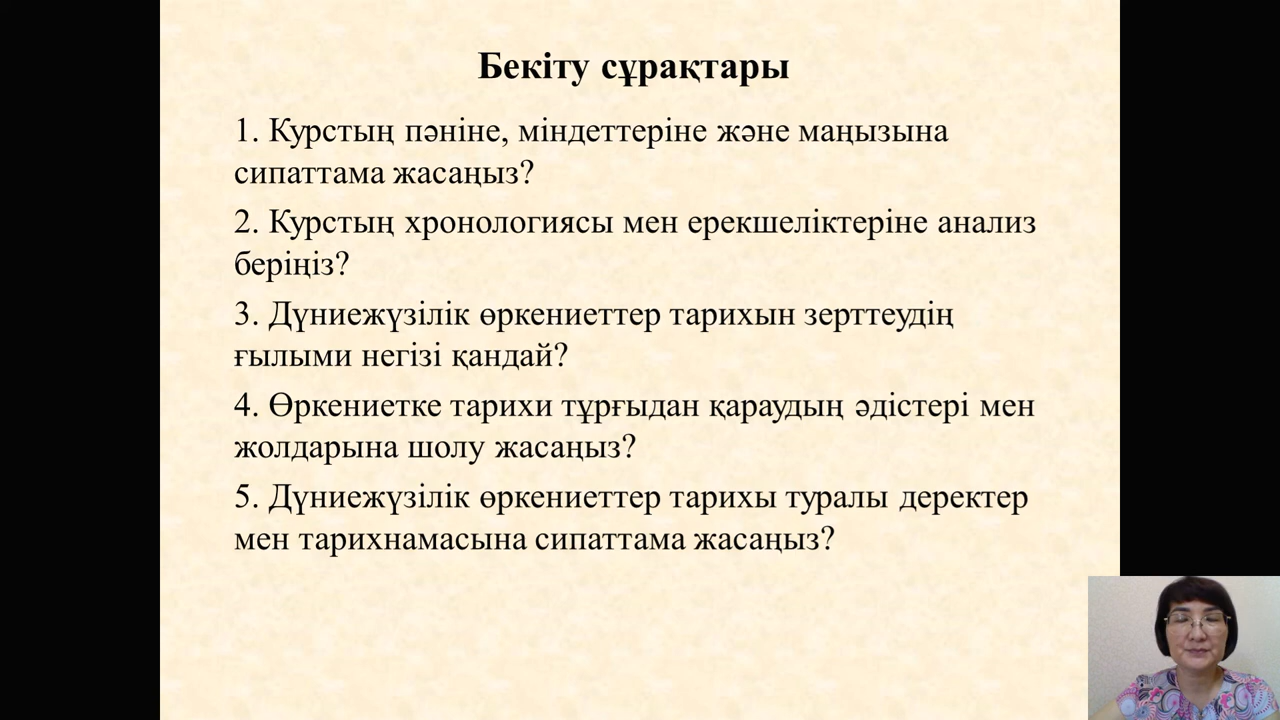 Бекіту сұрақтары
1. Курстың пәніне, міндеттеріне және маңызына
сипаттама жасаңыз?
2. Курстың хронологиясы мен ерекшеліктеріне анализ
беріңіз?
3. Дүниежүзілік өркениеттер тарихын зерттеудің
ғылыми негізі қандай?
4. Өркениетке тарихи тұрғыдан қараудың әдістері мен
жолдарына шолу жасаңыз?
5. Дүниежүзілік өркениеттер тарихы туралы деректер
мен тарихнамасына сипаттама жасаңыз?